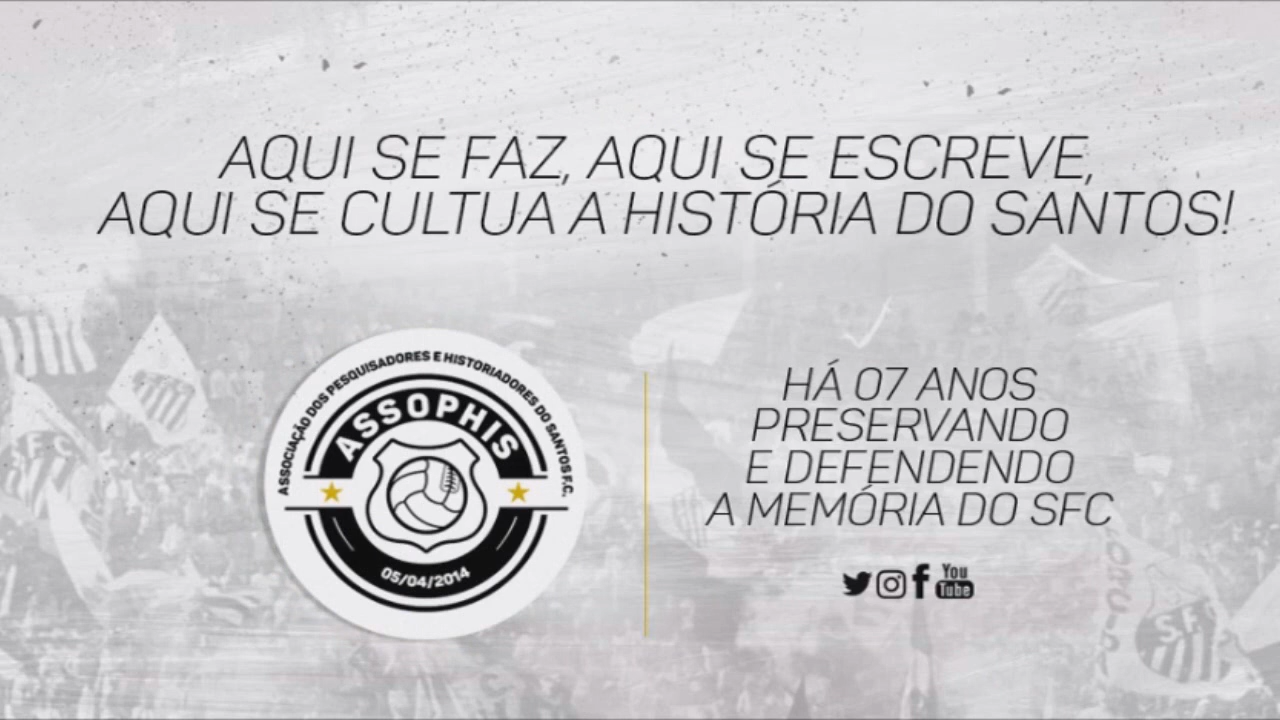 AQUI SE FAZ, AQUI SE ESCREVE,
AQUI SE CULTUA A HISTÓRIA DO SANTOS!
ASSOCIAÇÃO DOS PESQUISADORES E HISTORIADORES DO SANTOS F.C.
ASSOPHIS
05/04/2014
HÁ 07 ANOS
PRESERVANDO
E DEFENDENDO
A MEMÓRIA DO SFC
You
Tube